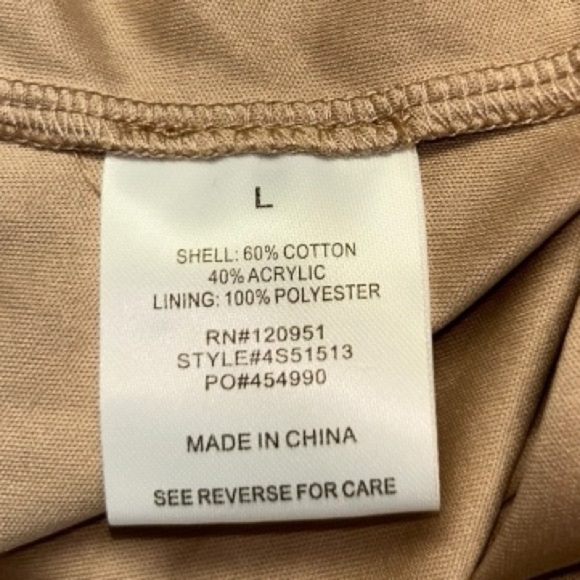 L
SHELL: 60% COTTON
40% ACRYLIC
LINING: 100% POLYESTER
RN#120951
STYLE#4S51513
PO#454990
MADE IN CHINA
SEE REVERSE FOR CARE